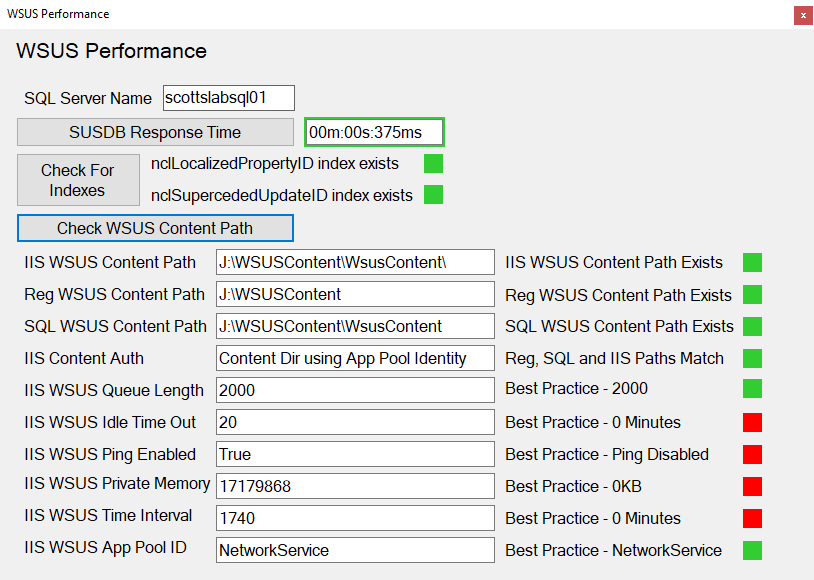 WSUS Performance
x
WSUS Performance
SQL Server Name scottslabsql01
SUSDB Response Time 00m:00s:375ms
Check For Indexes
nclLocalizedPropertyID index exists
nclSupercededUpdateID index exists
Check WSUS Content Path
IIS WSUS Content Path J:\WSUSContent\WsusContent\ IIS WSUS Content Path Exists
Reg WSUS Content Path J:\WSUSContent Reg WSUS Content Path Exists
SQL WSUS Content Path J:\WSUSContent\WsusContent SQL WSUS Content Path Exists
IIS Content Auth Content Dir using App Pool Identity Reg, SQL and IIS Paths Match
IIS WSUS Queue Length 2000 Best Practice - 2000
IIS WSUS Idle Time Out 20 Best Practice - 0 Minutes
IIS WSUS Ping Enabled True Best Practice - Ping Disabled
IIS WSUS Private Memory 17179868 Best Practice - 0KB
IIS WSUS Time Interval 1740 Best Practice - 0 Minutes
IIS WSUS App Pool ID NetworkService Best Practice - NetworkService